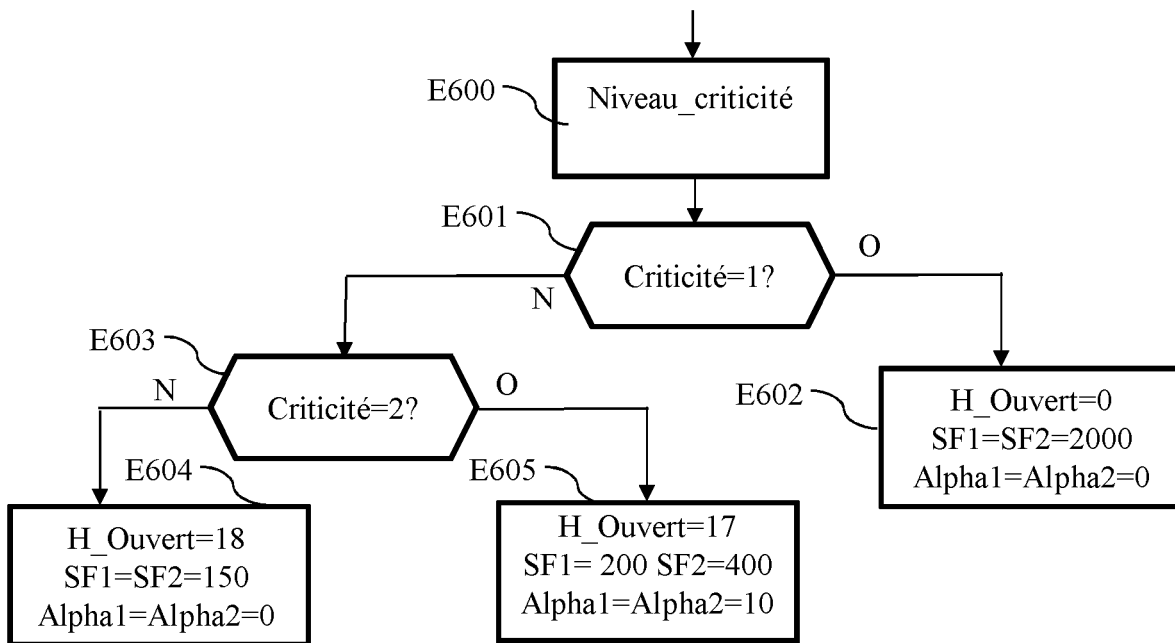 E600
Niveau_criticité
E601
Criticité=1?
O
N
E603
Criticité=2?
N
O
E602
H_Ouvert=0
SF1=SF2=2000
Alpha1=Alpha2=0
E604
H_Ouvert=18
SF1=SF2=150
Alpha1=Alpha2=0
E605
H_Ouvert=17
SF1= 200 SF2=400
Alpha1=Alpha2=10